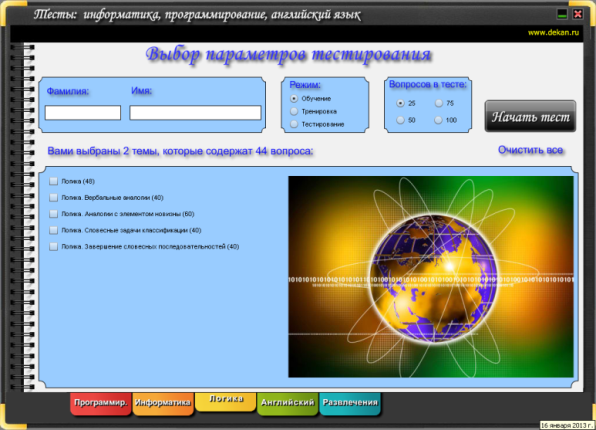 Тесты: информатика, программирование, английский язык
www.dekan.ru
Выбор параметров тестирования
Фамилия:
Имя:
Режим:
Обучение
Тренировка
Тестирование
Вопросов в тесте:
25 75
50 100
Начать тест
Вами выбраны 2 темы, которые содержат 44 вопроса:
Очистить все
Логика (48)
Логика. Вербальные аналогии (40)
Логика. Аналогии с элементом новизны (60)
Логика. Словесные задачи классификации (40)
Логика. Завершение словесных последовательностей (40)
Программир. Информатика Логика Английский Развлечения
16 января 2013 г.